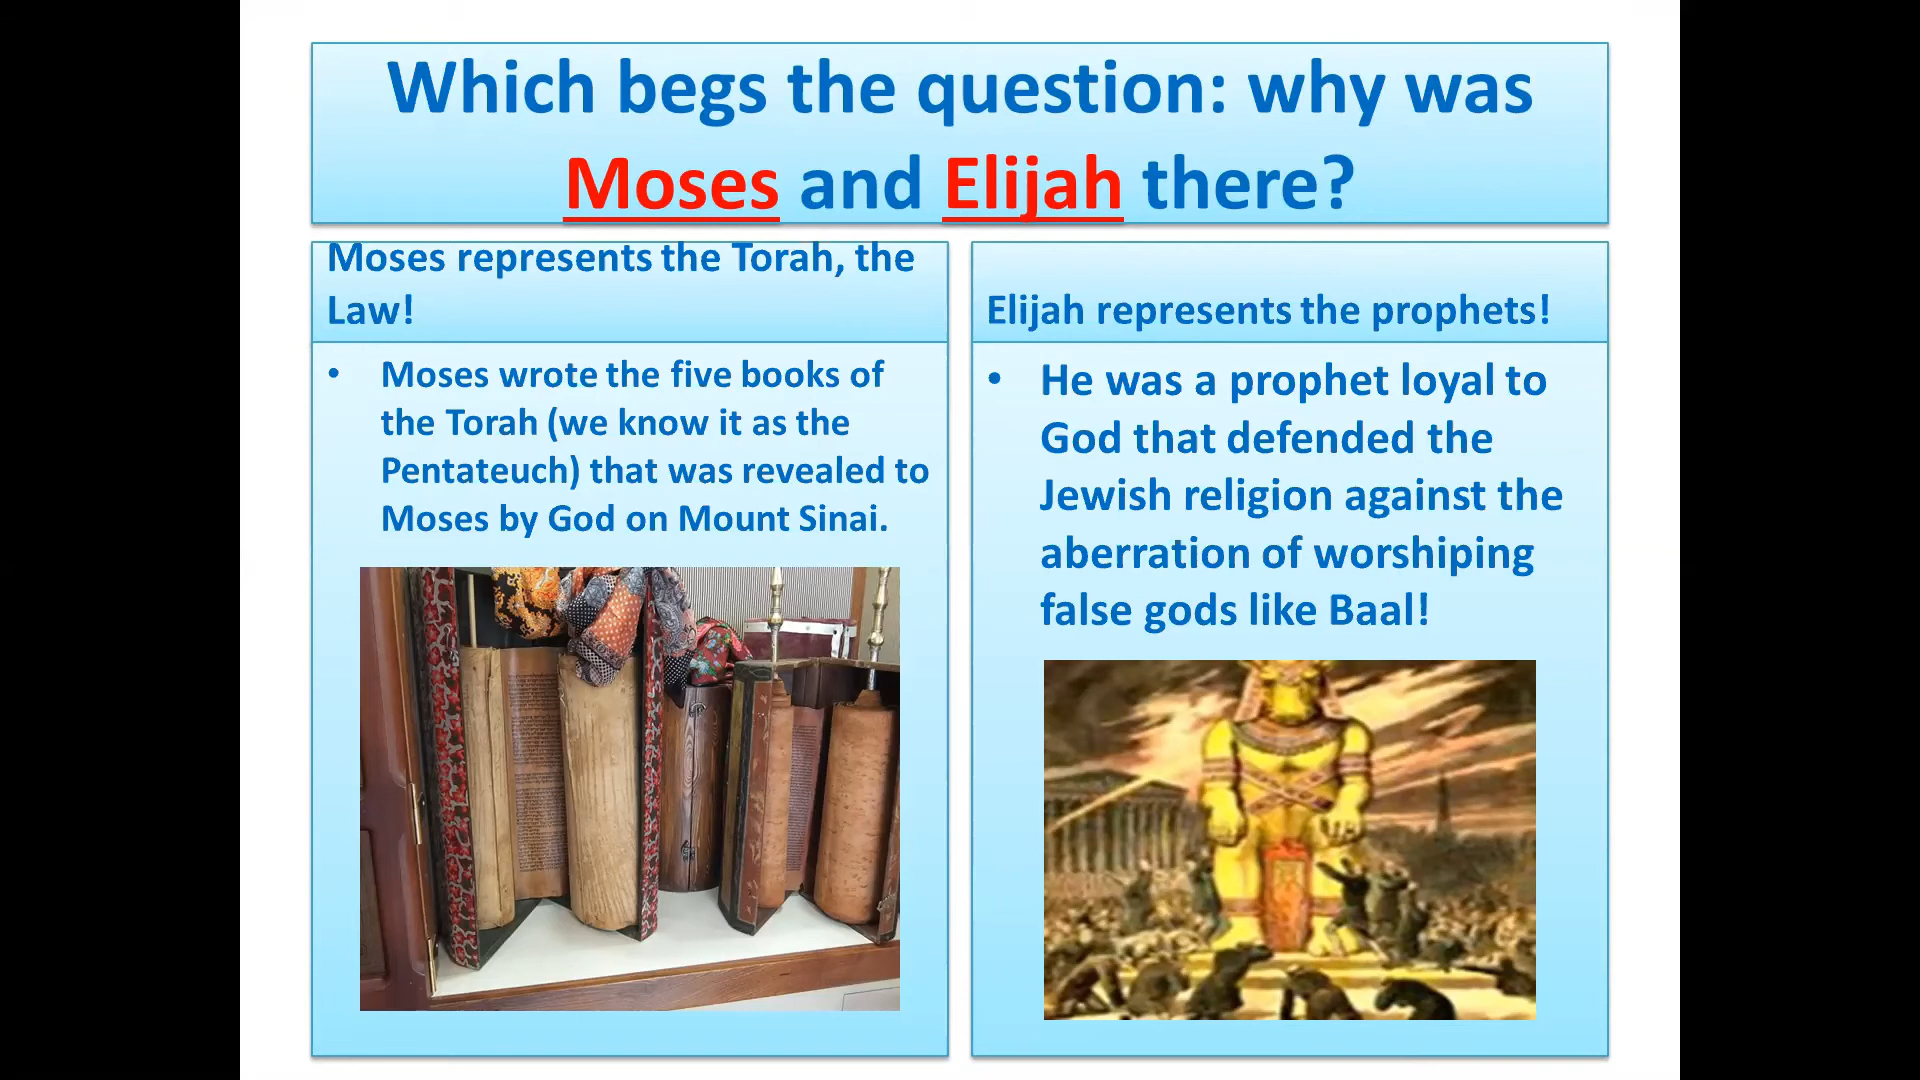 Which begs the question: why was
Moses and Elijah there?
Moses represents the Torah, the
Law!
• Moses wrote the five books of
the Torah (we know it as the
Pentateuch) that was revealed to
Moses by God on Mount Sinai.
Elijah represents the prophets!
• He was a prophet loyal to
God that defended the
Jewish religion against the
aberration of worshiping
false gods like Baal!